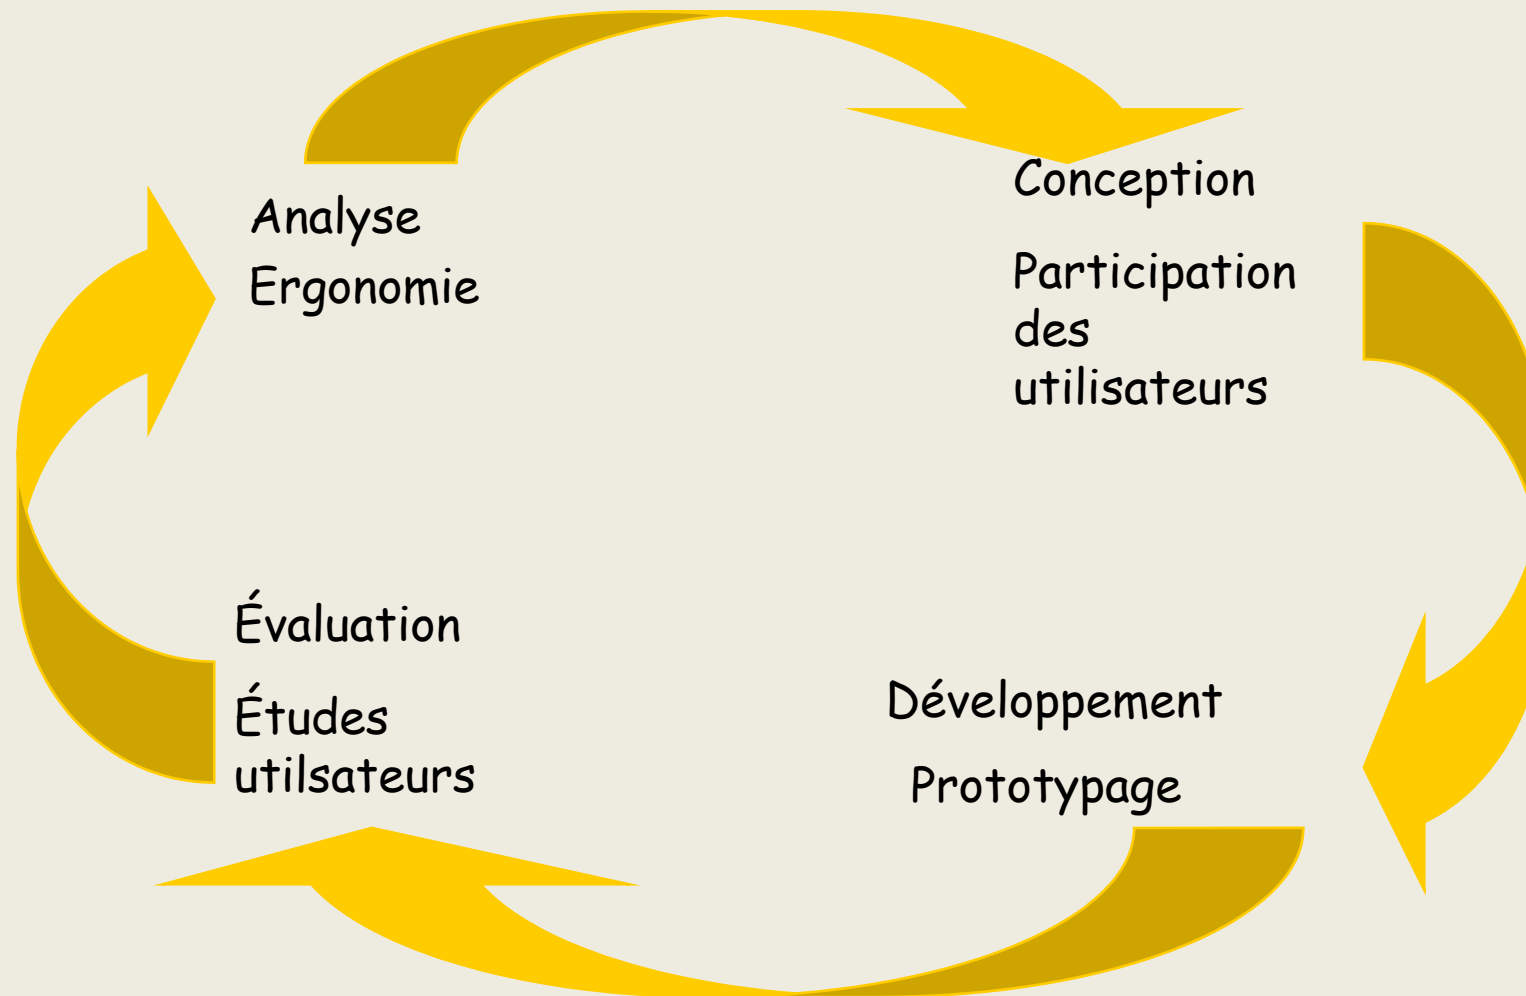 Analyse
Ergonomie
Conception
Participation
des
utilisateurs
Développement
Prototypage
Évaluation
Études
utilsateurs